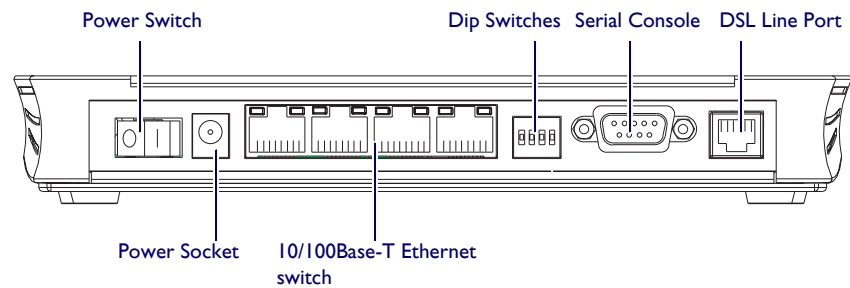 Power Switch
Dip Switches
Serial Console
DSL Line Port
Power Socket
10/100Base-T Ethernet
switch